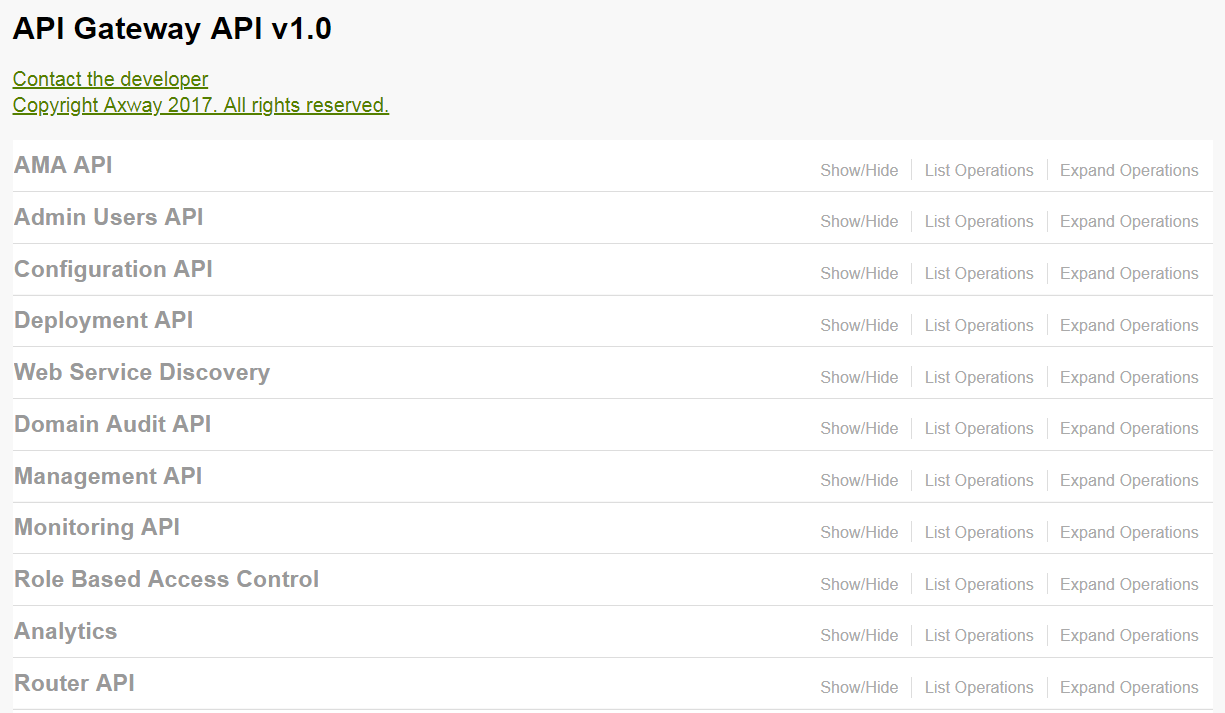 API Gateway API v1.0
Contact the developer
Copyright Axway 2017. All rights reserved.
AMA API Show/Hide List Operations Expand Operations
Admin Users API Show/Hide List Operations Expand Operations
Configuration API Show/Hide List Operations Expand Operations
Deployment API Show/Hide List Operations Expand Operations
Web Service Discovery Show/Hide List Operations Expand Operations
Domain Audit API Show/Hide List Operations Expand Operations
Management API Show/Hide List Operations Expand Operations
Monitoring API Show/Hide List Operations Expand Operations
Role Based Access Control Show/Hide List Operations Expand Operations
Analytics Show/Hide List Operations Expand Operations
Router API Show/Hide List Operations Expand Operations